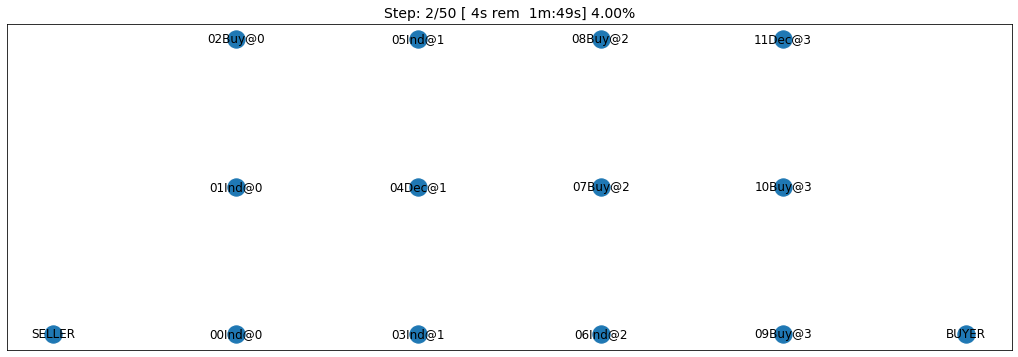 Step: 2/50 [ 4s rem  1m:49s] 4.00%
02Buy@0 05Ind@1 08Buy@2 11Dec@3
01Ind@0 04Dec@1 07Buy@2 10Buy@3
SELLER 00Ind@0 03Ind@1 06Ind@2 09Buy@3 BUYER